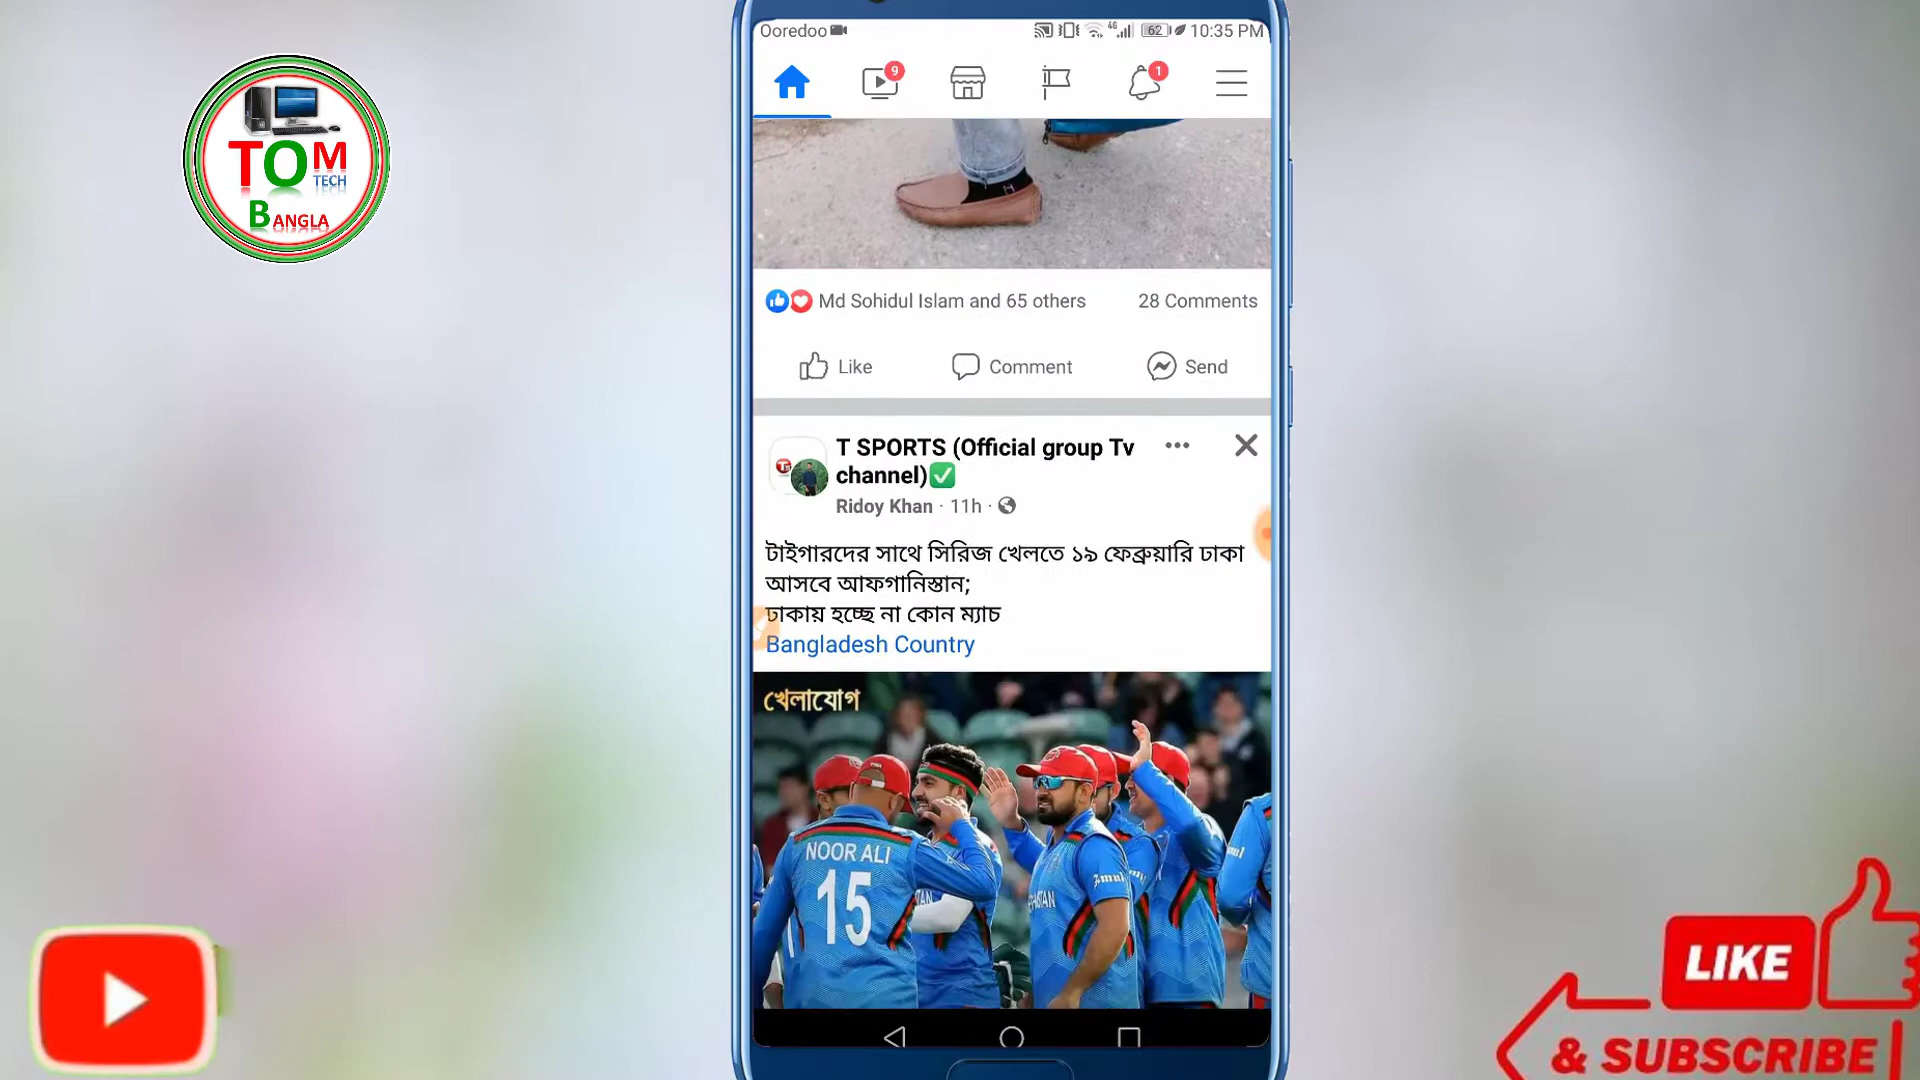 Ooredoo
4G
62
10:35 PM
9
1
TOM
TECH
BANGLA
Md Sohidul Islam and 65 others
28 Comments
Like
Comment
Send
T SPORTS (Official group Tv
channel)✅
Ridoy Khan · 11h ·
টাইগারদের সাথে সিরিজ খেলতে ১৯ ফেব্রুয়ারি ঢাকা
আসবে আফগানিস্তান;
ঢাকায় হচ্ছে না কোন ম্যাচ
Bangladesh Country
খেলাযোগ
NOOR ALI
15
LIKE
& SUBSCRIBE